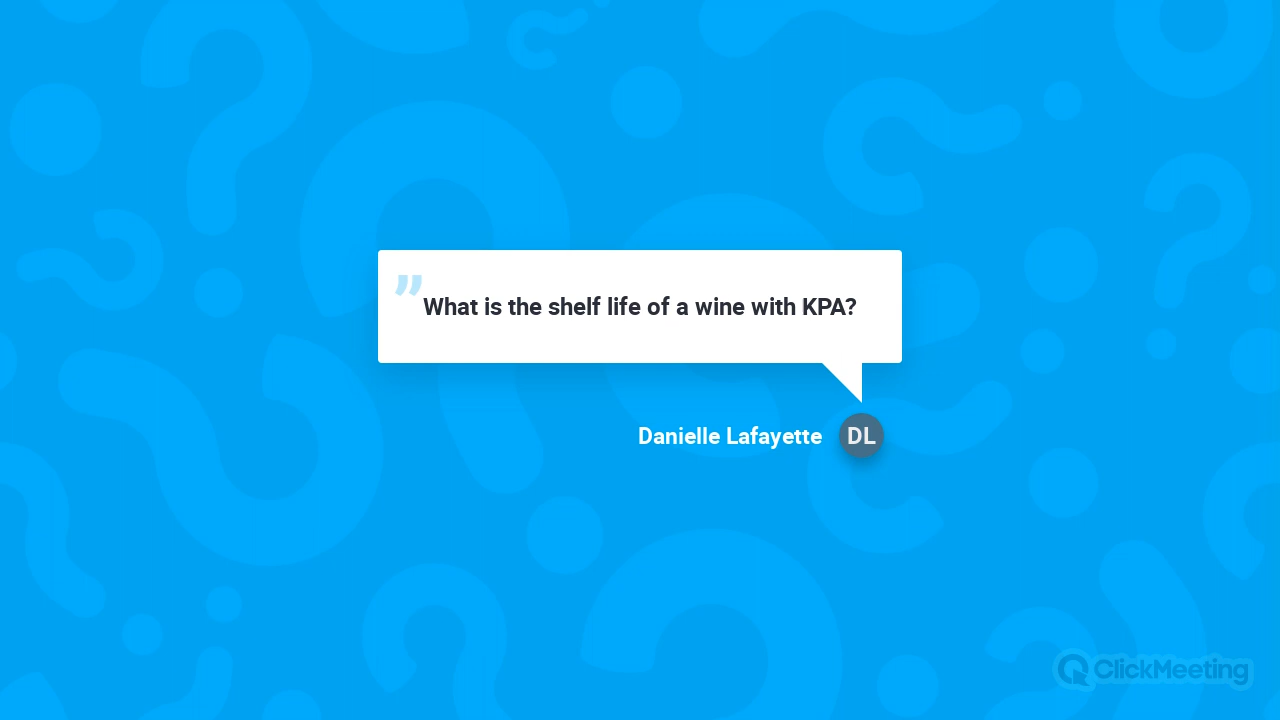 ”
What is the shelf life of a wine with KPA?
Danielle Lafayette
DL
ClickMeeting